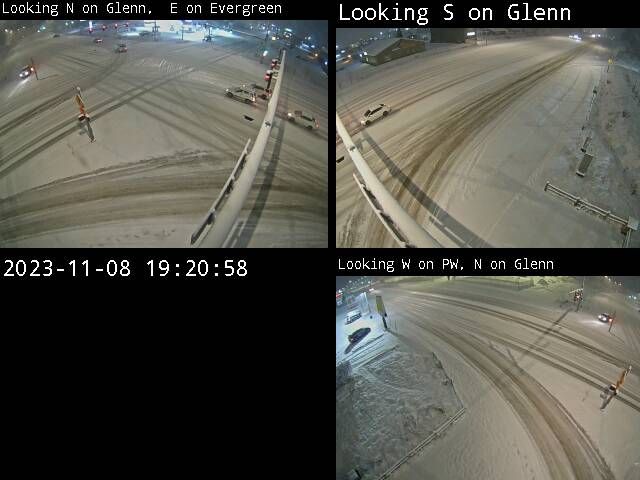 Looking N on Glenn,  E on Evergreen
Looking S on Glenn
2023-11-08 19:20:58
Looking W on PW, N on Glenn